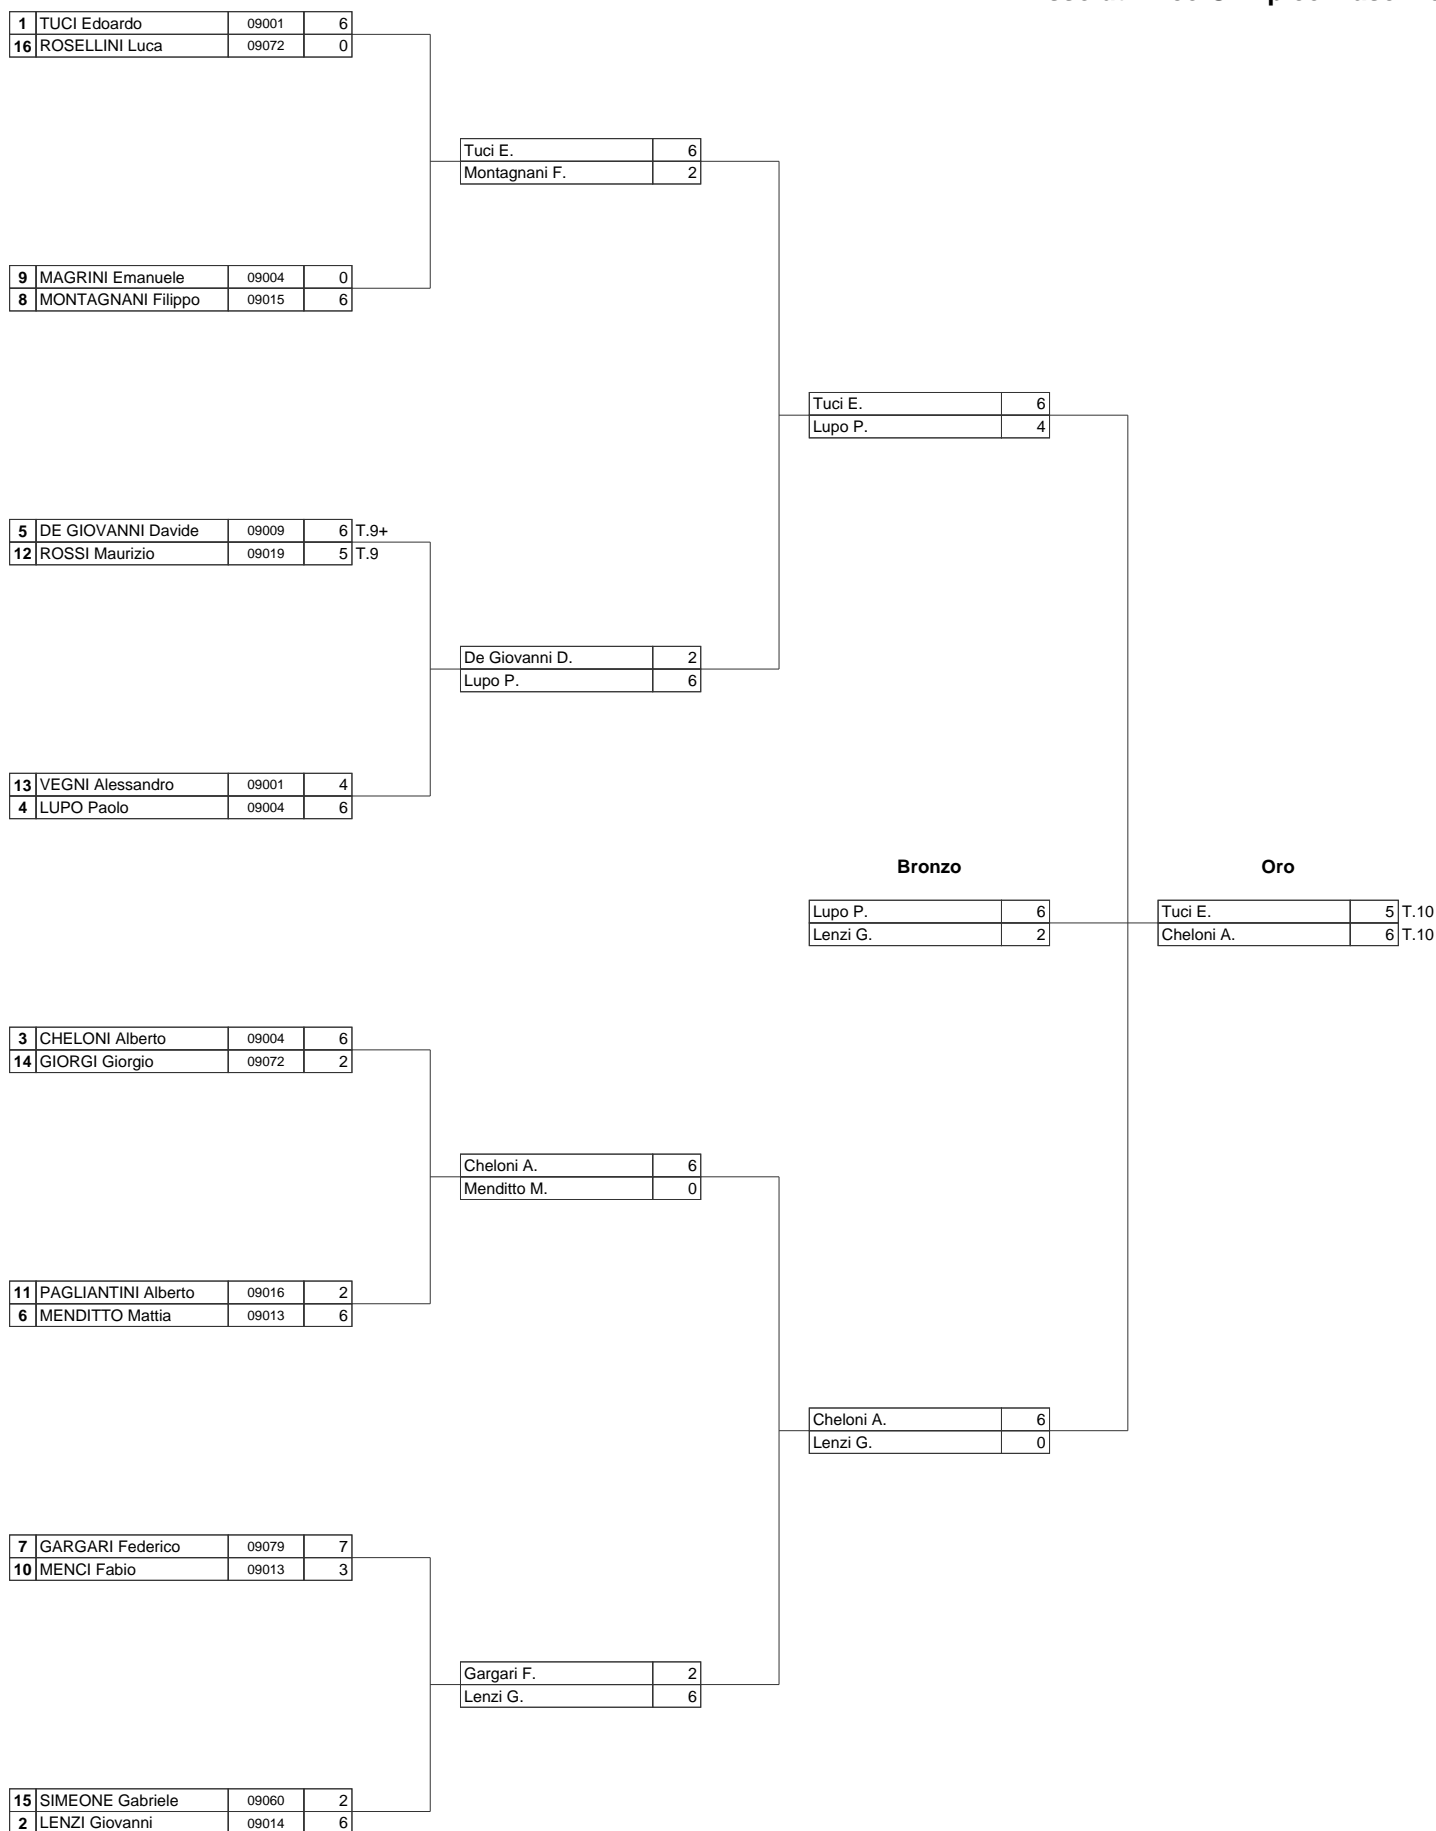 1 TUCI Edoardo 09001 6
16 ROSELLINI Luca 09072 0
Tuci E. 6
Montagnani F. 2
9 MAGRINI Emanuele 09004 0
8 MONTAGNANI Filippo 09015 6
Tuci E. 6
Lupo P. 4
5 DE GIOVANNI Davide 09009 6 T.9+
12 ROSSI Maurizio 09019 5 T.9
De Giovanni D. 2
Lupo P. 6
13 VEGNI Alessandro 09001 4
4 LUPO Paolo 09004 6
Bronzo Oro
Lupo P. 6 Tuci E. 5 T.10
Lenzi G. 2 Cheloni A. 6 T.10
3 CHELONI Alberto 09004 6
14 GIORGI Giorgio 09072 2
Cheloni A. 6
Menditto M. 0
11 PAGLIANTINI Alberto 09016 2
6 MENDITTO Mattia 09013 6
Cheloni A. 6
Lenzi G. 0
7 GARGARI Federico 09079 7
10 MENCI Fabio 09013 3
Gargari F. 2
Lenzi G. 6
15 SIMEONE Gabriele 09060 2
2 LENZI Giovanni 09014 6